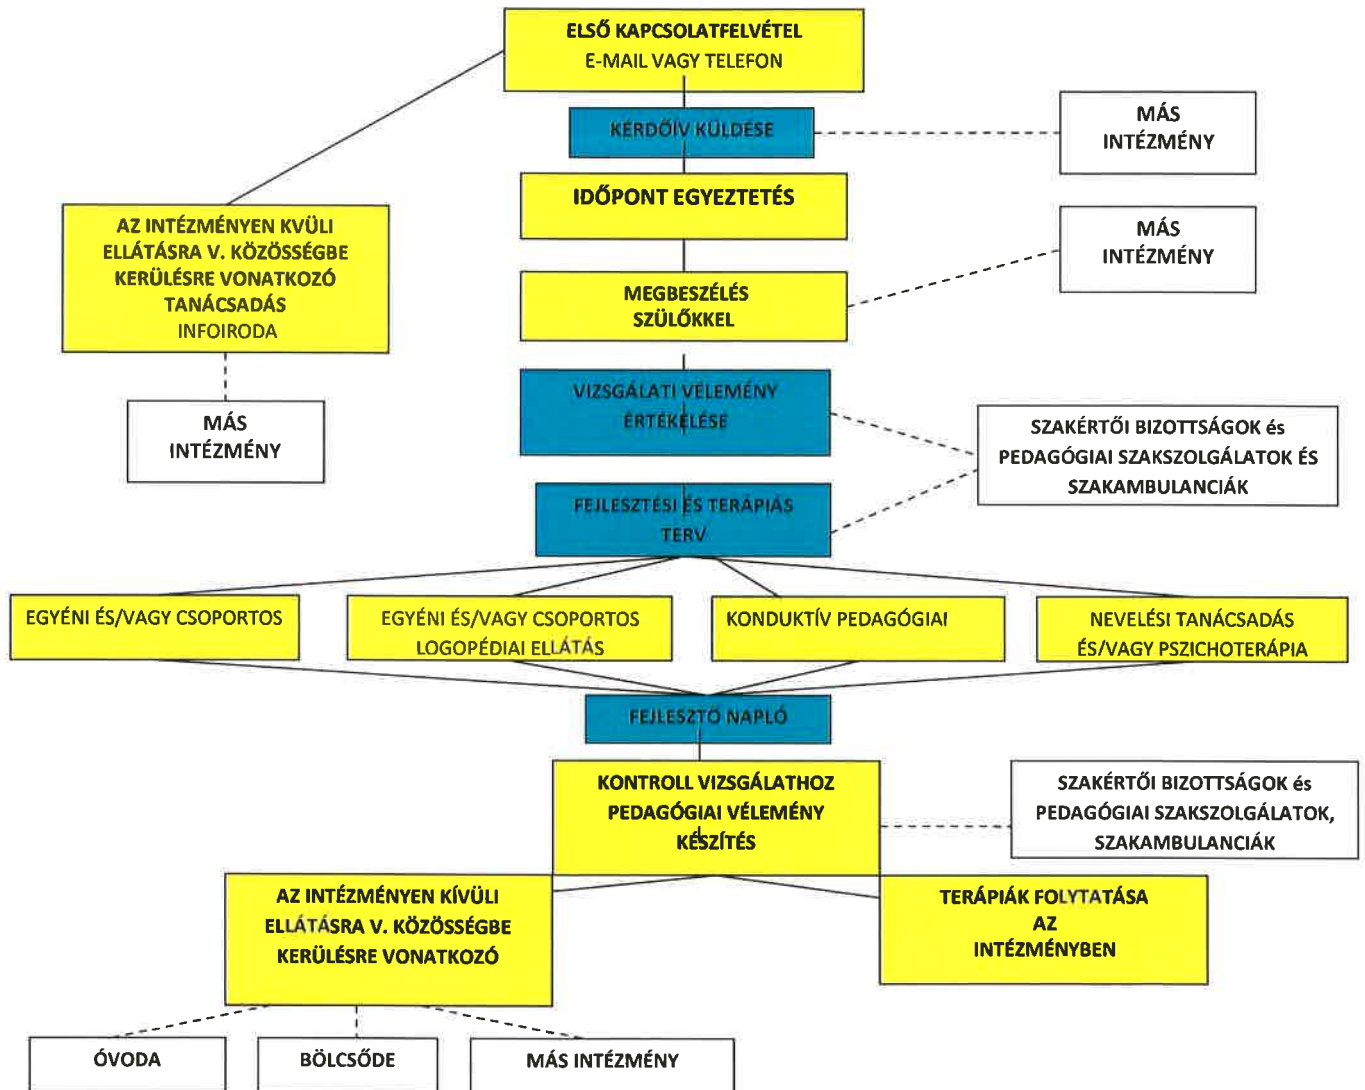 ELSŐ KAPCSOLATFELVÉTEL
E-MAIL VAGY TELEFON
KÉRDŐÍV KÜLDÉSE
MÁS
INTÉZMÉNY
IDŐPONT EGYEZTETÉS
AZ INTÉZMÉNYEN KVÜLI
ELLÁTÁSRA V. KÖZÖSSÉGBE
KERÜLÉSRE VONATKOZÓ
TANÁCSADÁS
INFOIRODA
MÁS
INTÉZMÉNY
MEGBESZÉLÉS
SZÜLŐKKEL
MÁS
INTÉZMÉNY
VIZSGÁLATI VÉLEMÉNY
ÉRTÉKELÉSE
SZAKÉRTŐI BIZOTTSÁGOK és
PEDAGÓGIAI SZAKSZOLGÁLATOK ÉS
SZAKAMBULANCIÁK
FEJLESZTÉSI ÉS TERÁPIÁS
TERV
EGYÉNI ÉS/VAGY CSOPORTOS
EGYÉNI ÉS/VAGY CSOPORTOS
LOGOPÉDIAI ELLÁTÁS
KONDUKTÍV PEDAGÓGIAI
NEVELÉSI TANÁCSADÁS
ÉS/VAGY PSZICHOTERÁPIA
FEJLESZTŐ NAPLÓ
KONTROLL VIZSGÁLATHOZ
PEDAGÓGIAI VÉLEMÉNY
KÉSZÍTÉS
SZAKÉRTŐI BIZOTTSÁGOK és
PEDAGÓGIAI SZAKSZOLGÁLATOK,
SZAKAMBULANCIÁK
AZ INTÉZMÉNYEN KÍVÜLI
ELLÁTÁSRA V. KÖZÖSSÉGBE
KERÜLÉSRE VONATKOZÓ
TERÁPIÁK FOLYTATÁSA
AZ
INTÉZMÉNYBEN
ÓVODA
BÖLCSŐDE
MÁS INTÉZMÉNY